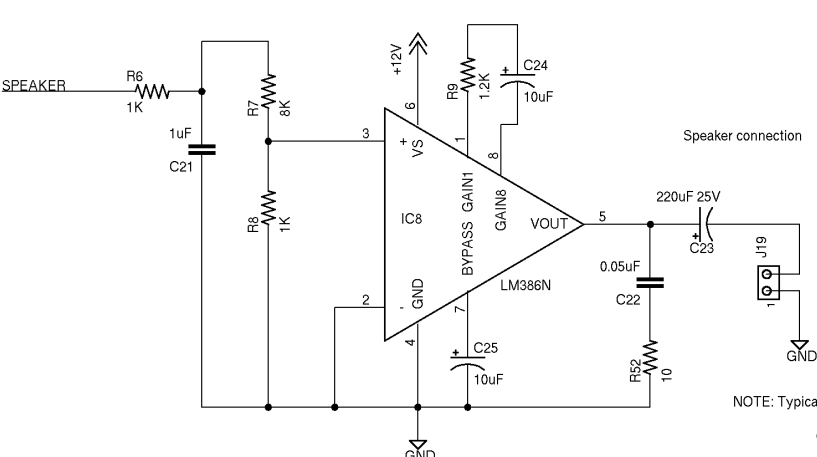 SPEAKER
R6
1K
1uF
C21
R7
8K
R8
1K
+12V
6
VS
3
+
IC8
2
-
GND
4
R9
1.2K
C24
10uF
+
1
8
BYPASS GAIN1
GAIN8
VOUT
5
LM386N
7
+
C25
10uF
GND
Speaker connection
220uF 25V
+
C23
0.05uF
C22
R52
10
J19
1
GND
NOTE: Typica